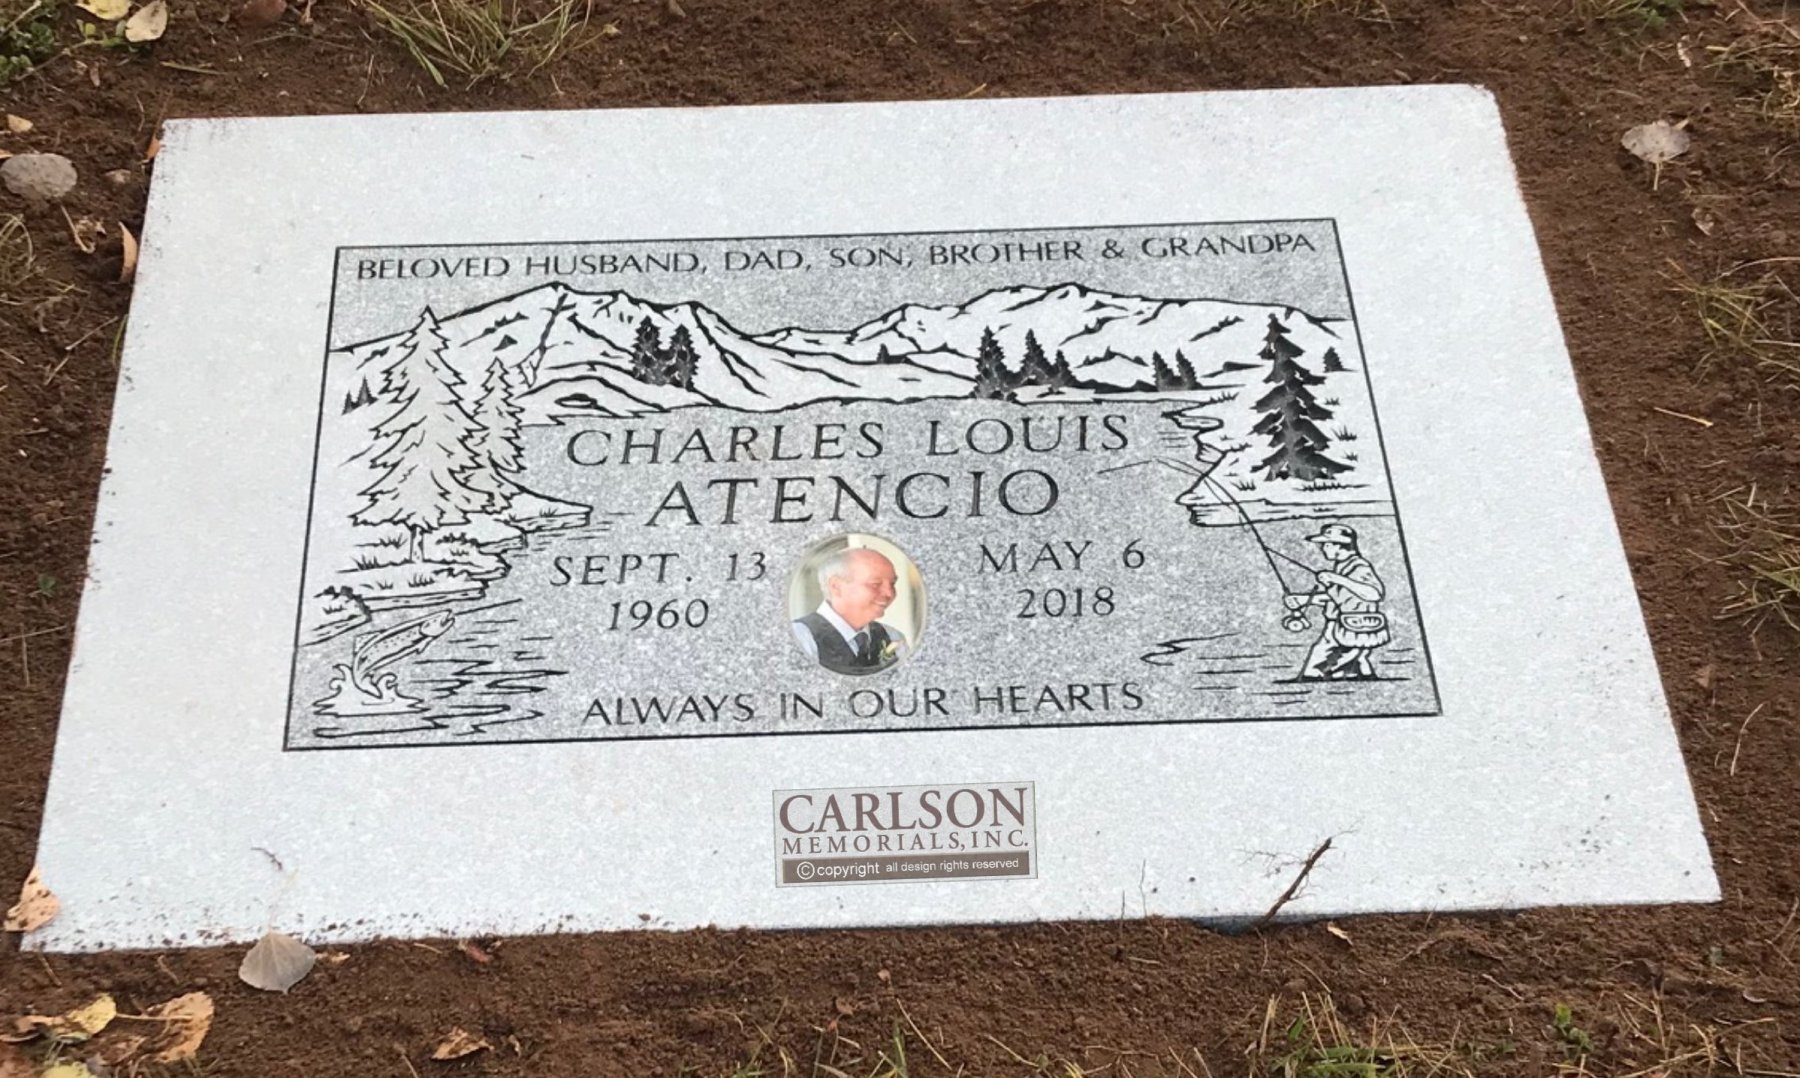 BELOVED HUSBAND, DAD, SON, BROTHER & GRANDPA
CHARLES LOUIS
ATENCIO
SEPT. 13
1960
MAY 6
2018
ALWAYS IN OUR HEARTS
CARLSON
MEMORIALS, INC.
© copyright all design rights reserved